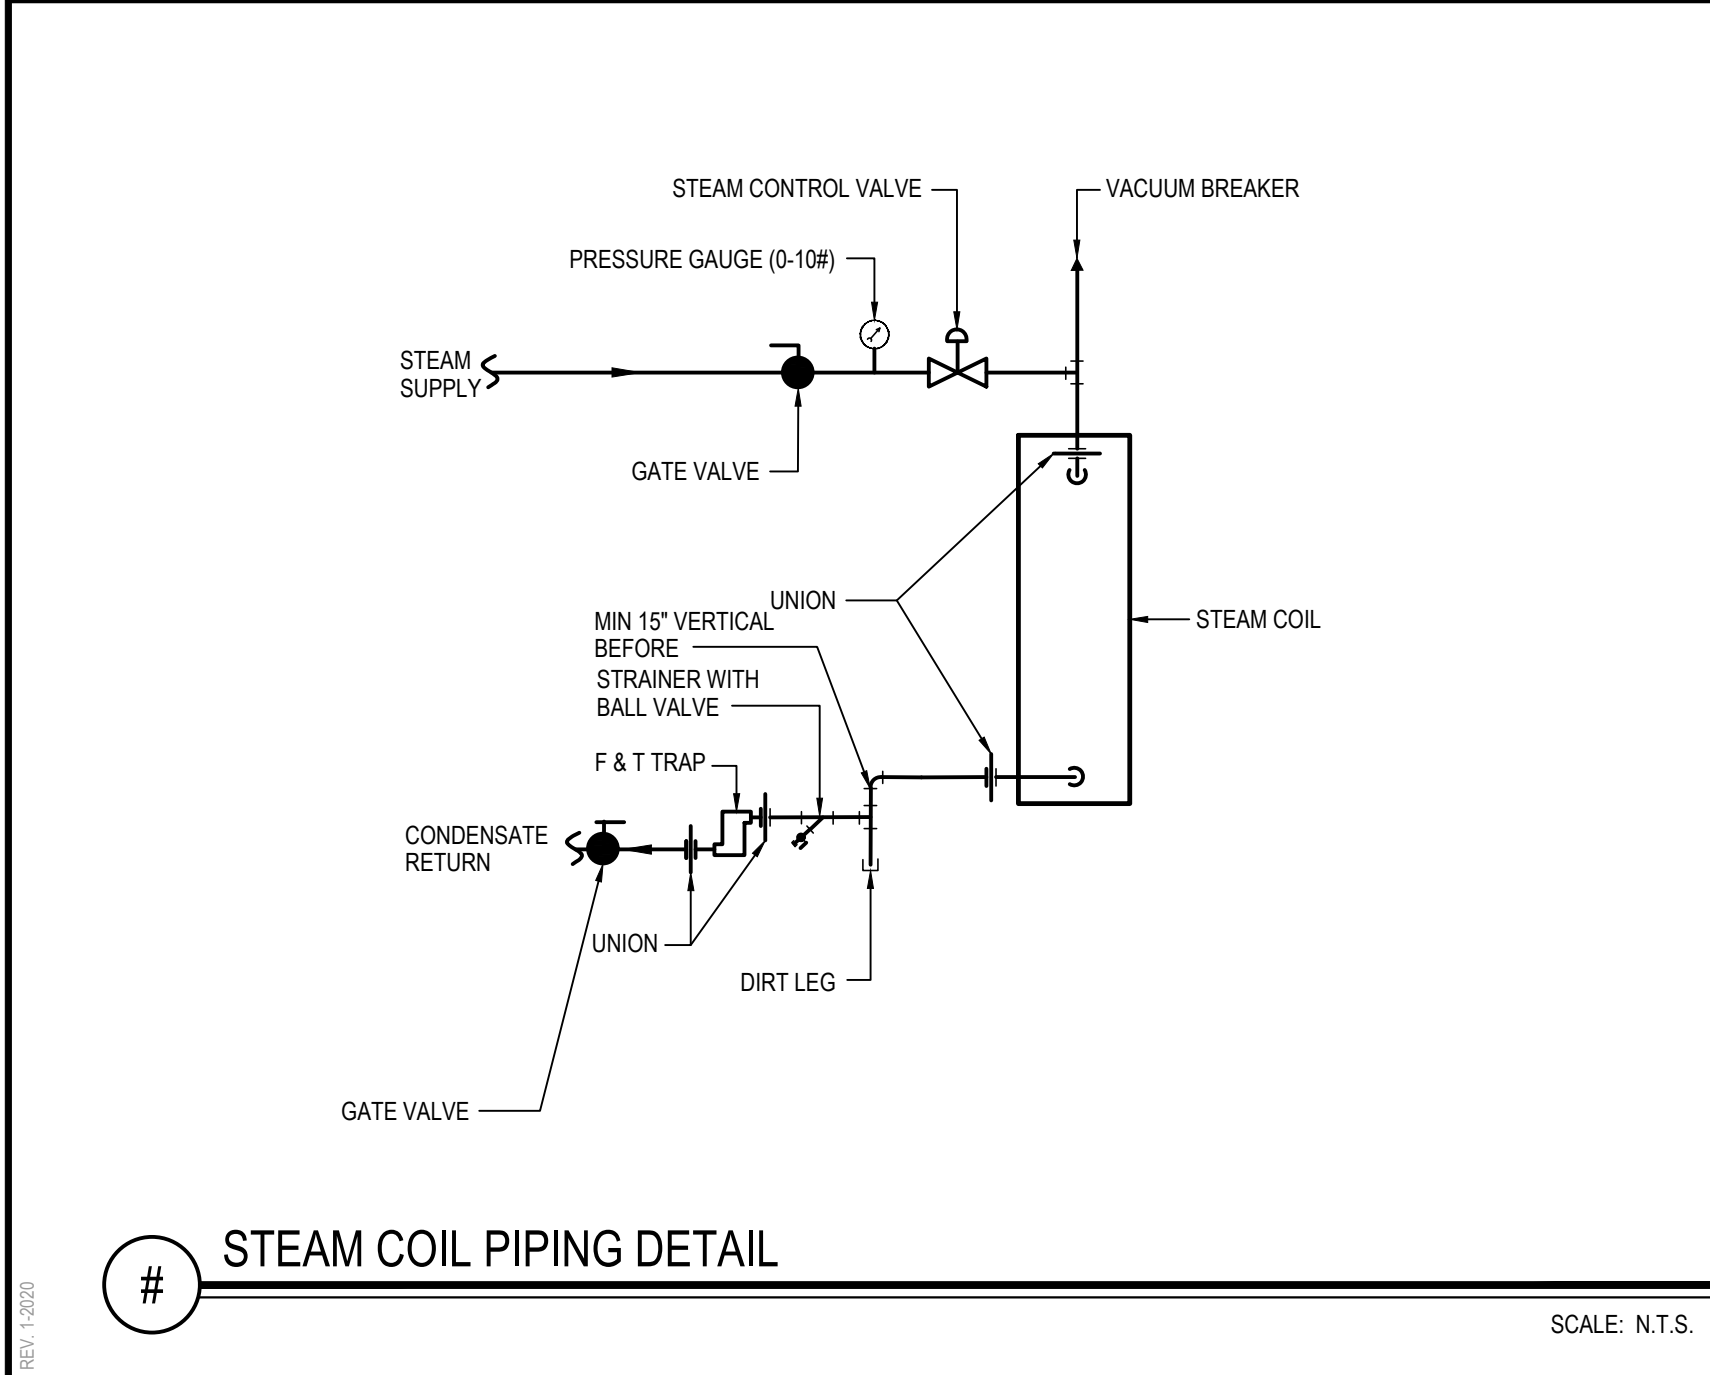 STEAM CONTROL VALVE
VACUUM BREAKER
PRESSURE GAUGE (0-10#)
STEAM
SUPPLY
GATE VALVE
UNION
MIN 15" VERTICAL
BEFORE
STEAM COIL
STRAINER WITH
BALL VALVE
F & T TRAP
CONDENSATE
RETURN
UNION
DIRT LEG
GATE VALVE
STEAM COIL PIPING DETAIL
#
SCALE: N.T.S.
REV. 1-2020